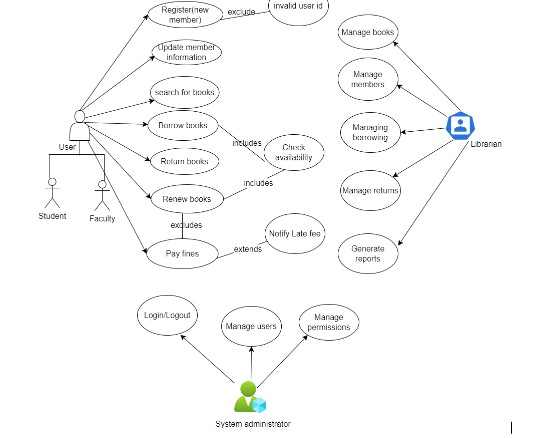 Register(new
member)
exclude
invalid user id
Manage books
Update member
information
Manage
members
search for books
Borrow books
Managing
borrowing
Librarian
User
includes
Check
availability
Return books
includes
Manage returns
Student
Faculty
Renew books
excludes
Notify Late fee
Pay fines
extends
Generate
reports
Login/Logout
Manage users
Manage
permissions
System administrator